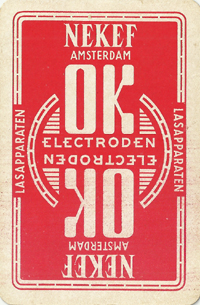 NEKEF
AMSTERDAM
OK
ELECTRODEN
LASAPPARATEN
LASAPPARATEN
ELECTRODEN
OK
AMSTERDAM
NEKEF